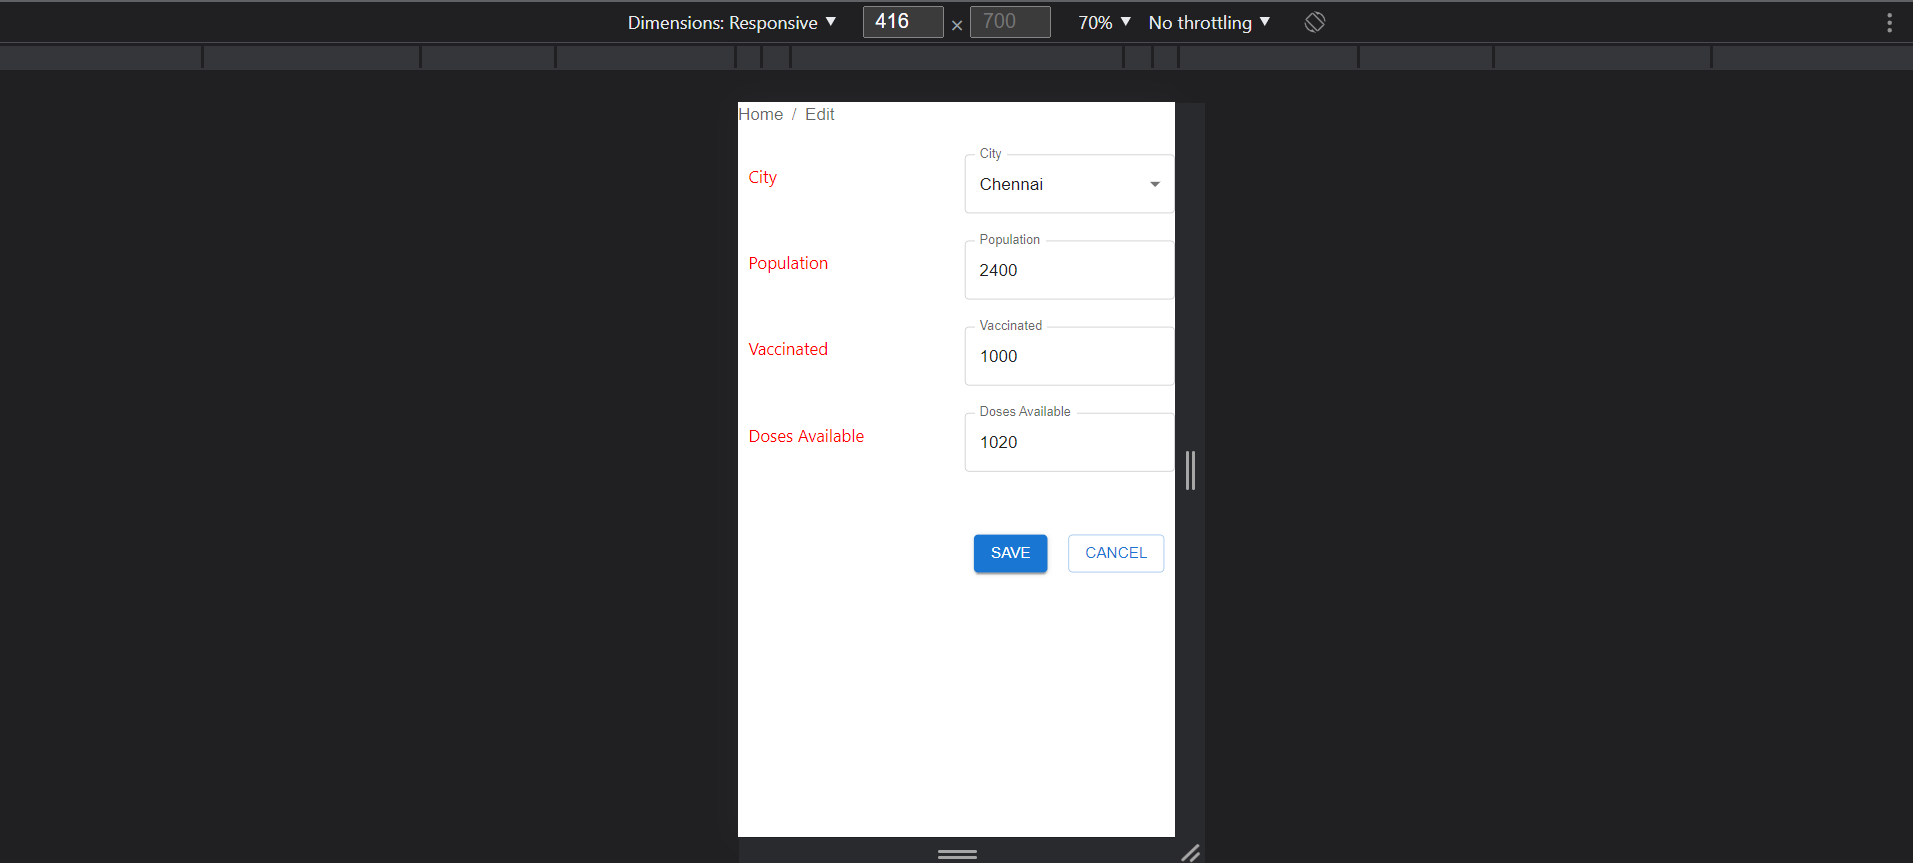 Dimensions: Responsive ▼ 416 × 700 70% ▼ No throttling ▼
Home / Edit
City
City
Chennai
Population
Population
2400
Vaccinated
Vaccinated
1000
Doses Available
Doses Available
1020
SAVE CANCEL